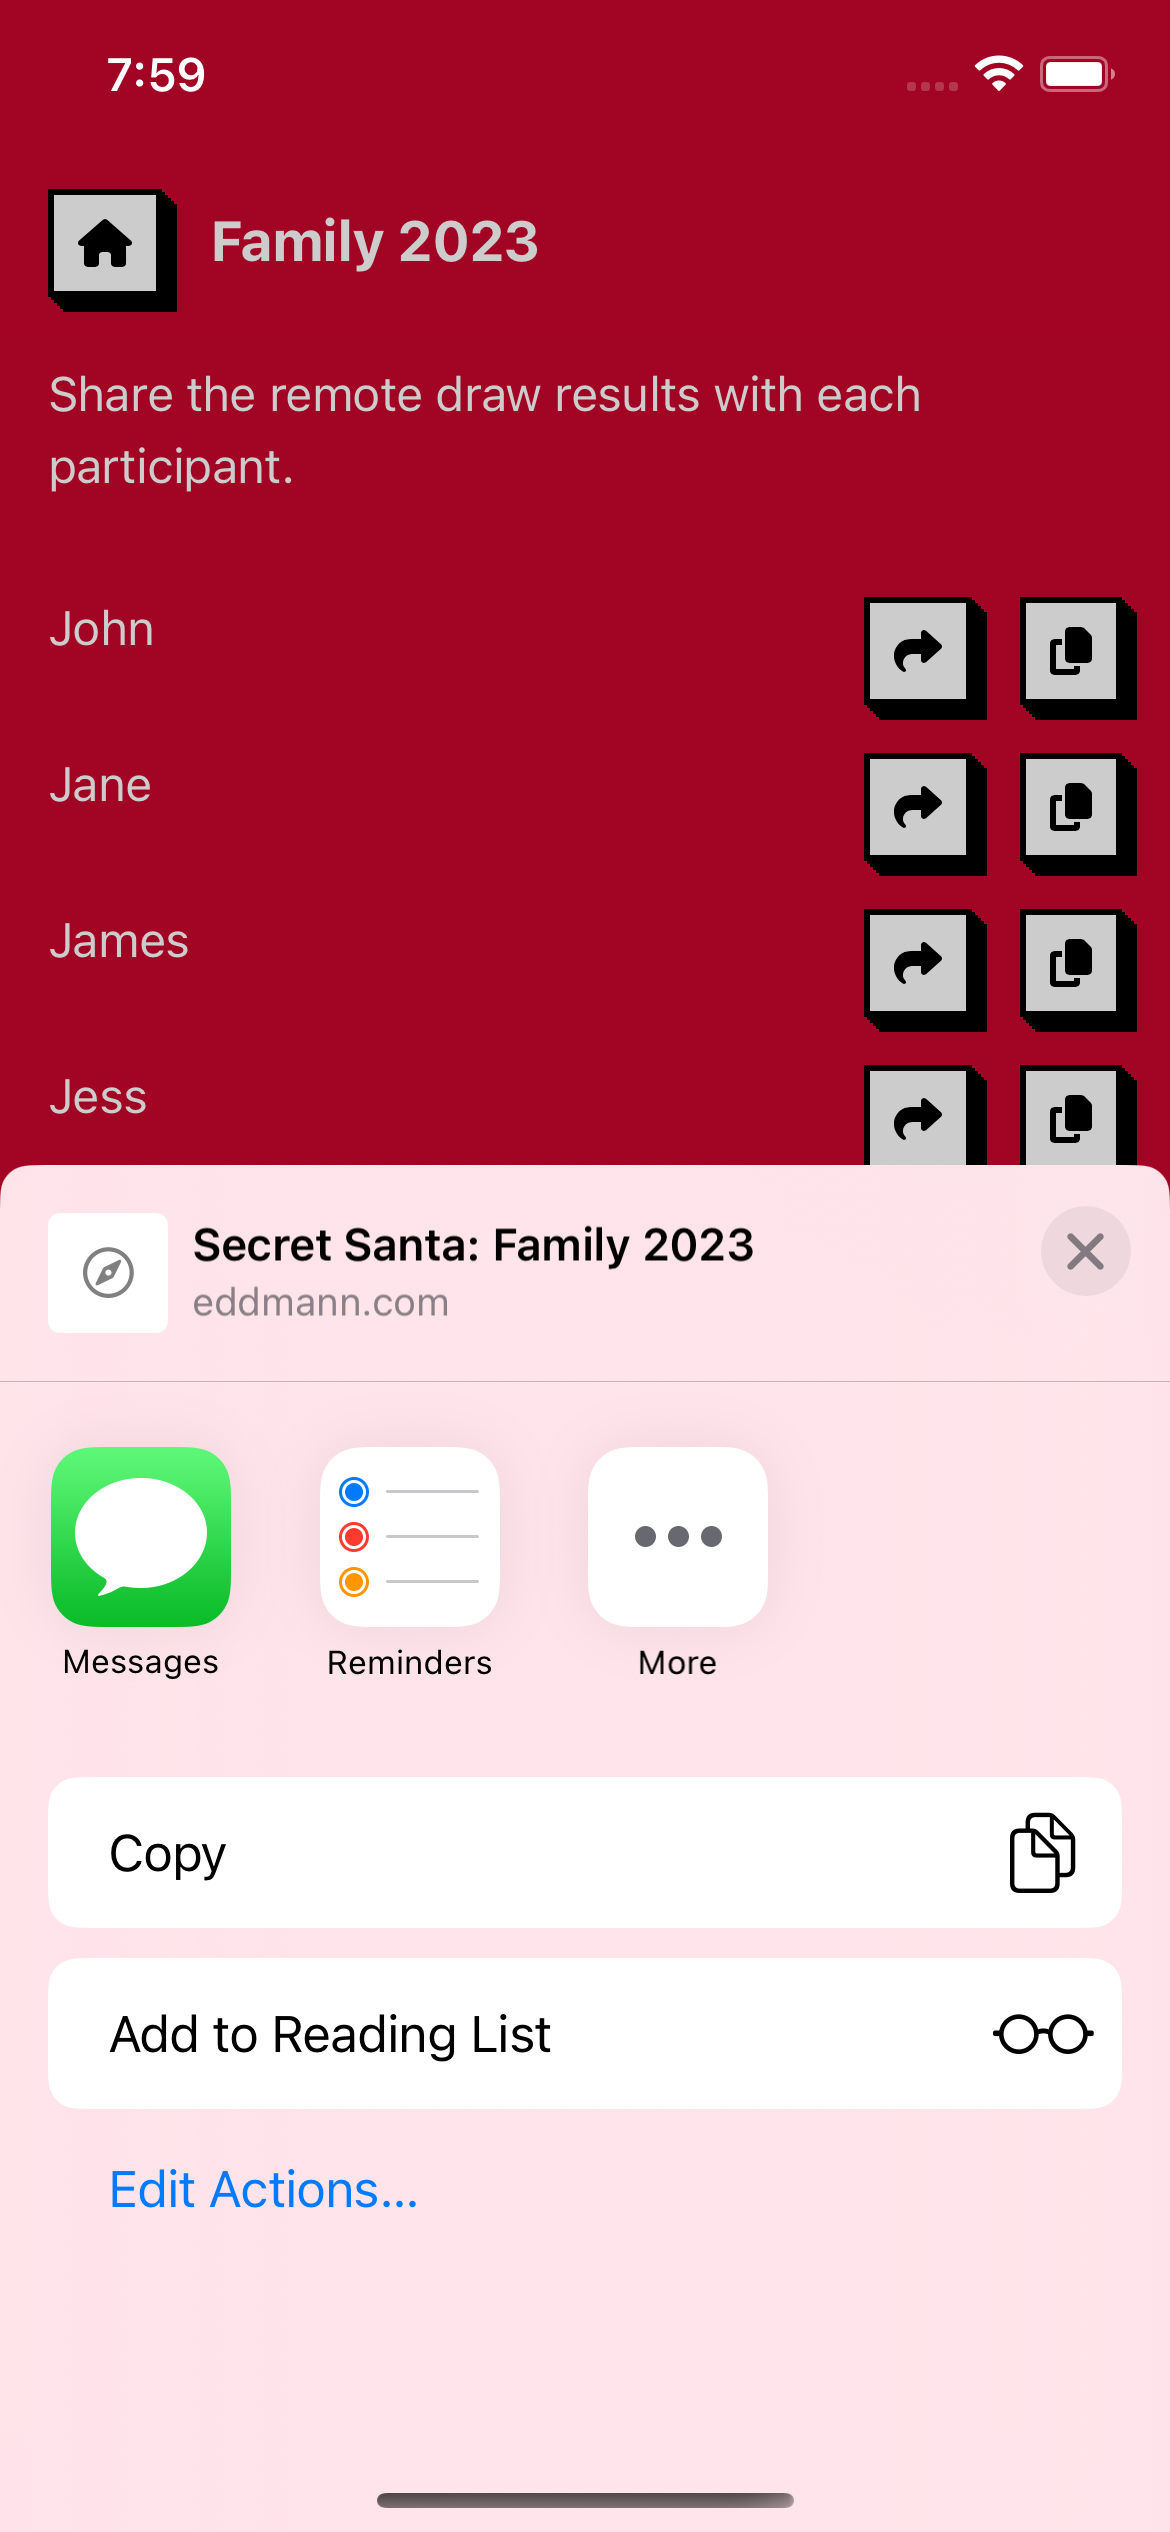 7:59
Family 2023
Share the remote draw results with each
participant.
John
Jane
James
Jess
Secret Santa: Family 2023
eddmann.com
Messages
Reminders
More
Copy
Add to Reading List
Edit Actions...